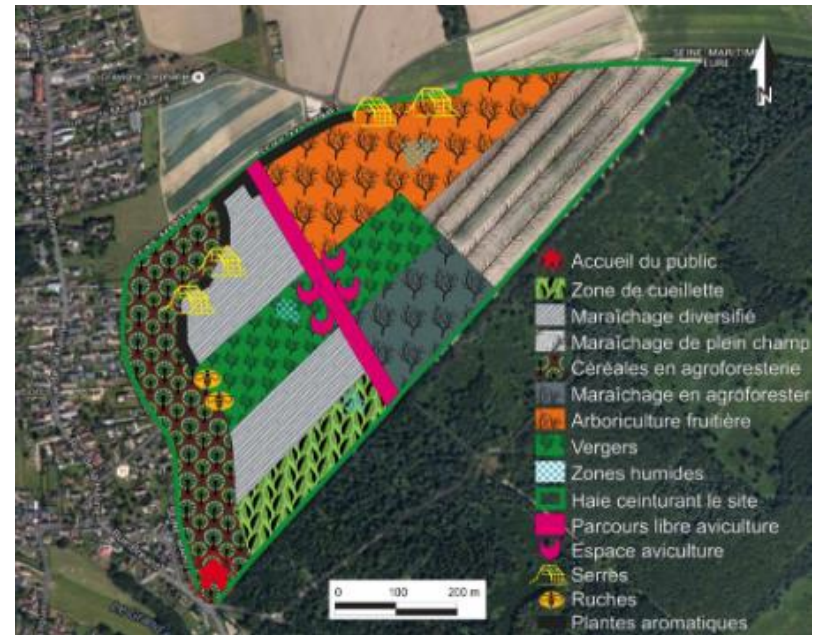 SEINE MARITIME
EURE
N
Accueil du public
Zone de cueillette
Maraîchage diversifié
Maraîchage de plein champ
Céréales en agroforesterie
Maraîchage en agroforester
Arboriculture fruitière
Vergers
Zones humides
Haie ceinturant le site
Parcours libre aviculture
Espace aviculture
Serres
Ruches
Plantes aromatiques
0 100 200 m